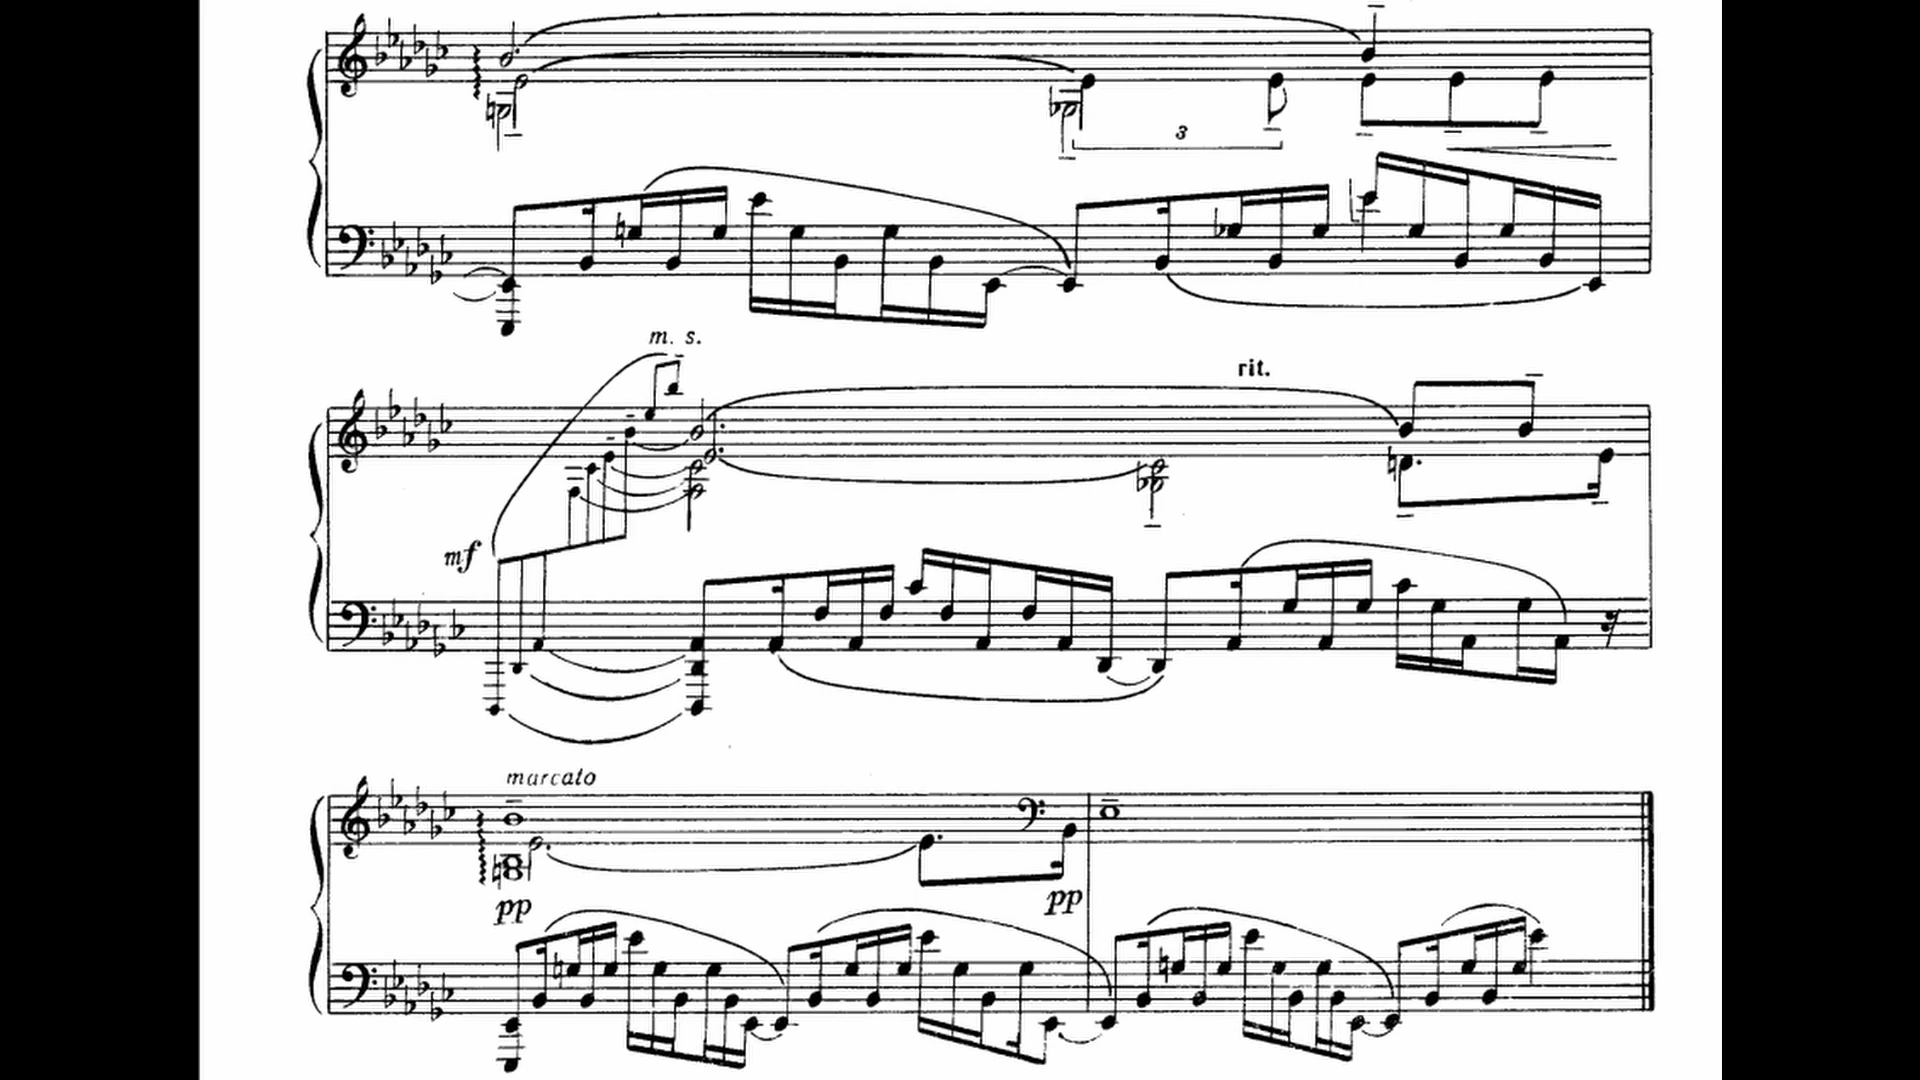 3
m. s.
rit.
mf
marcato
pp
pp